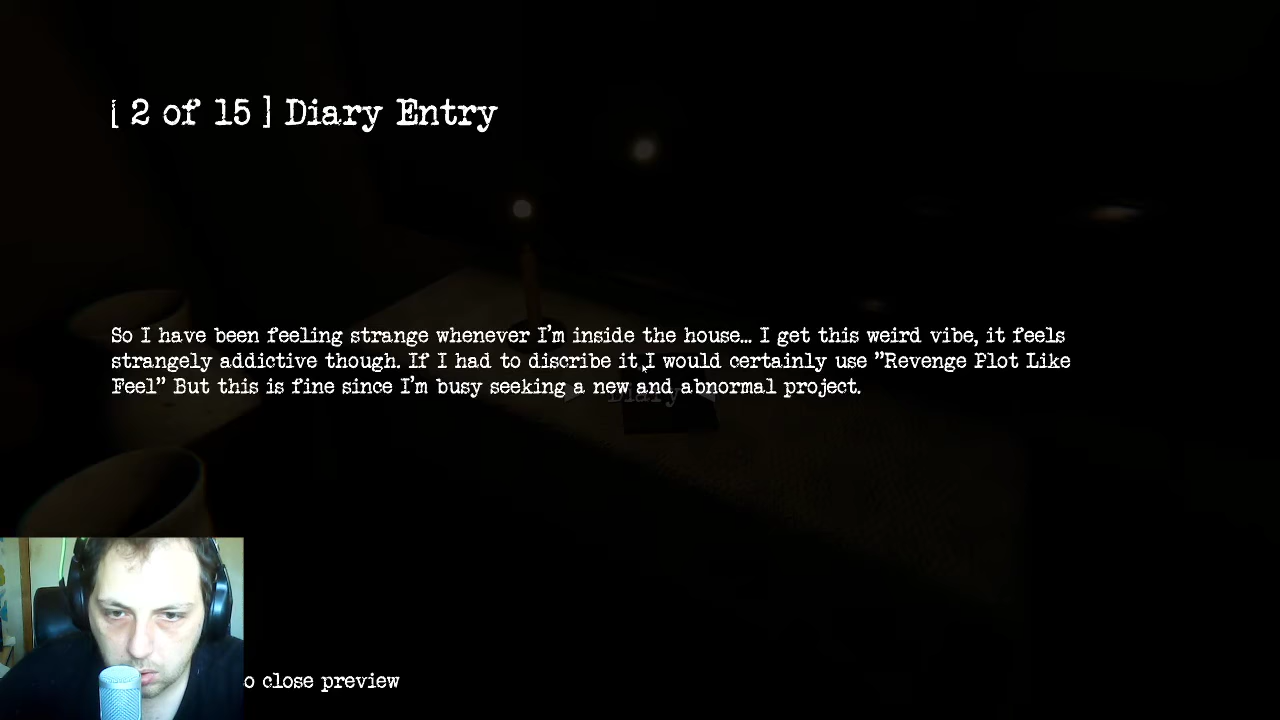 [ 2 of 15 ] Diary Entry
So I have been feeling strange whenever I'm inside the house... I get this weird vibe, it feels
strangely addictive though. If I had to discribe it,I would certainly use "Revenge Plot Like
Feel" But this is fine since I'm busy seeking a new and abnormal project.
Diary
to close preview